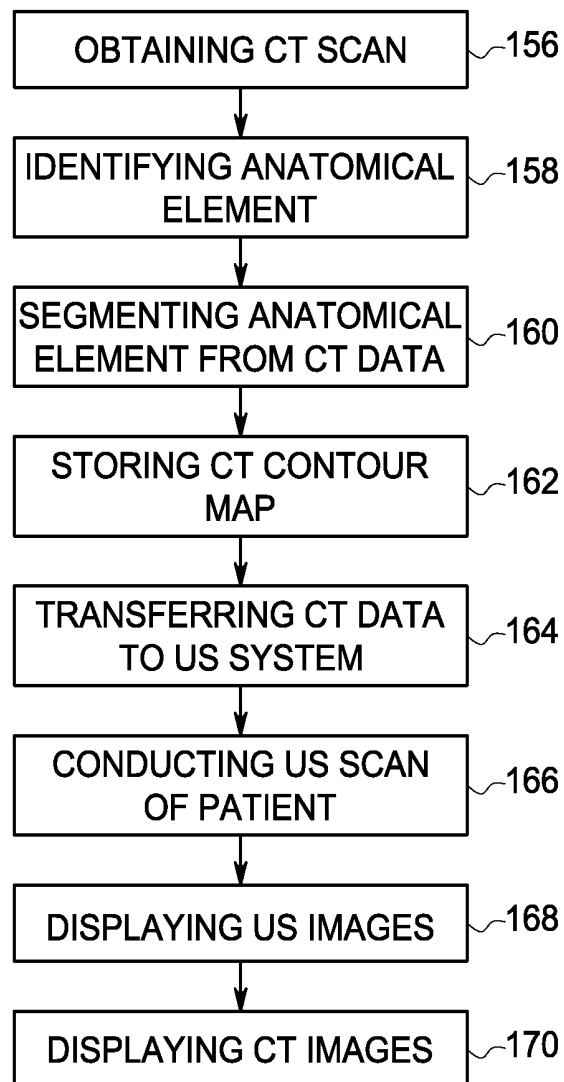 OBTAINING CT SCAN
156
IDENTIFYING ANATOMICAL
ELEMENT
158
SEGMENTING ANATOMICAL
ELEMENT FROM CT DATA
160
STORING CT CONTOUR
MAP
162
TRANSFERRING CT DATA
TO US SYSTEM
164
CONDUCTING US SCAN
OF PATIENT
166
DISPLAYING US IMAGES
168
DISPLAYING CT IMAGES
170